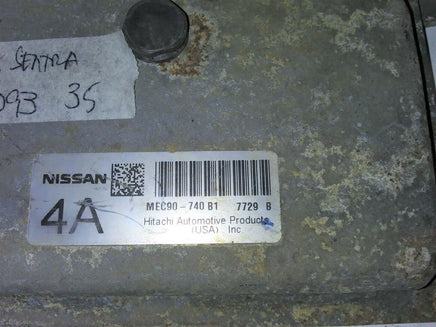 SENTRA
093 35
NISSAN
4A
MEC90-740 B1 7729 B
Hitachi Automotive Products
(USA), Inc